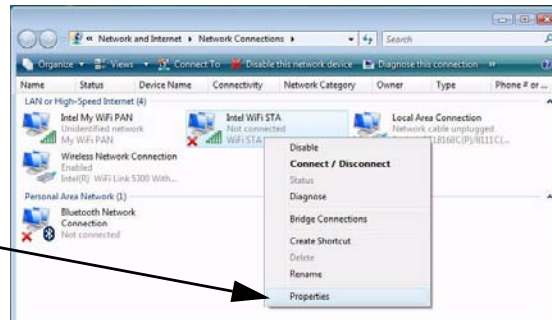 « Network and Internet ▸ Network Connections ▸
Search
Organize Views Connect To Disable this network device Diagnose this connection »
Name Status Device Name Connectivity Network Category Owner Type Phone # or ...
LAN or High-Speed Internet (4)
Intel My WiFi PAN
Unidentified network
My WiFi PAN
Intel WiFi STA
Not connected
WiFi STA
Local Area Connection
Network cable unplugged
Wireless Network Connection
Enabled
Intel(R) WiFi Link 5300 With...
Personal Area Network (1)
Bluetooth Network
Connection
Not connected
Disable
Connect / Disconnect
Status
Diagnose
Bridge Connections
Create Shortcut
Delete
Rename
Properties